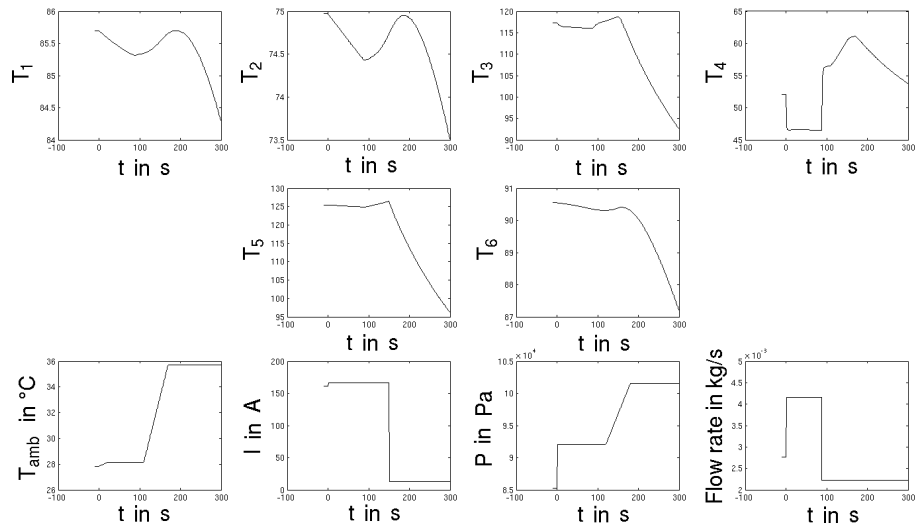 86
85.5
85
84.5
84
T1
-100 0 100 200 300
t in s
75
74.5
74
73.5
T2
-100 0 100 200 300
t in s
120
115
110
105
100
95
90
T3
-100 0 100 200 300
t in s
65
60
55
50
45
T4
-100 0 100 200 300
t in s
130
125
120
115
110
105
100
95
T5
-100 0 100 200 300
t in s
91
90
89
88
87
T6
-100 0 100 200 300
t in s
36
34
32
30
28
26
Tamb in °C
-100 0 100 200 300
t in s
200
150
100
50
0
I in A
-100 0 100 200 300
t in s
×10^4
10.5
10
9.5
9
8.5
P in Pa
-100 0 100 200 300
t in s
×10^-3
5
4.5
4
3.5
3
2.5
2
Flow rate in kg/s
-100 0 100 200 300
t in s